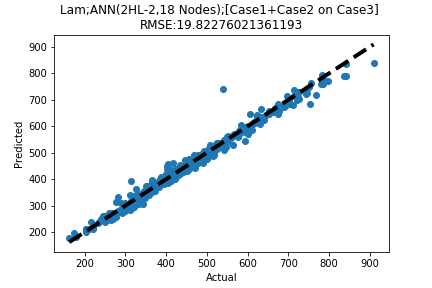 Lam;ANN(2HL-2,18 Nodes);[Case1+Case2 on Case3]
RMSE:19.82276021361193
900
800
700
600
500
400
300
200
Predicted
200 300 400 500 600 700 800 900
Actual